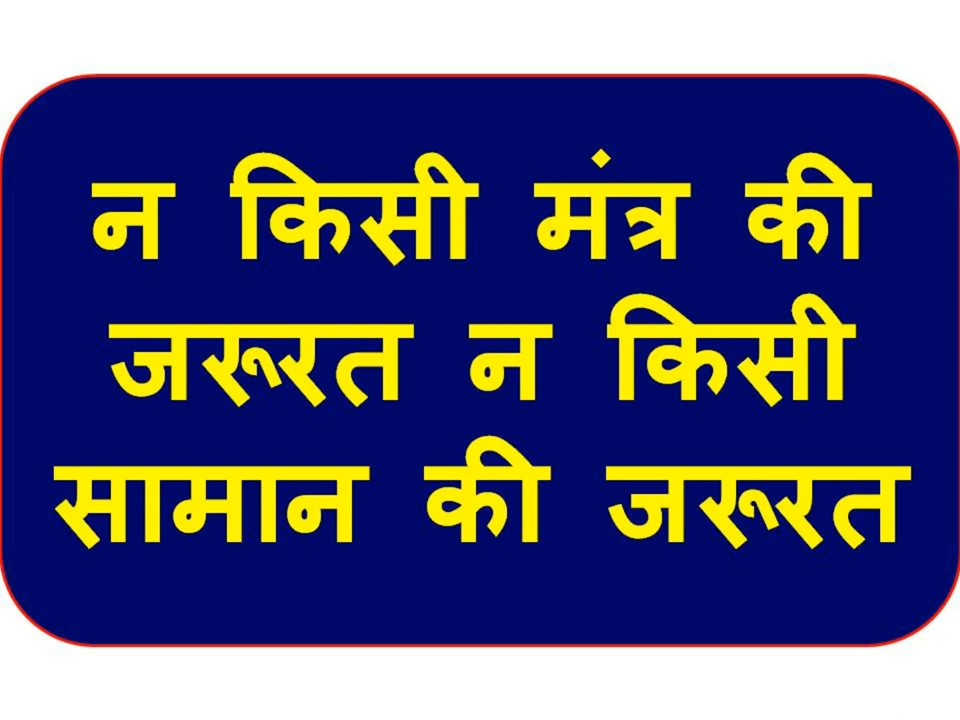 न किसी मंत्र की
जरूरत न किसी
सामान की जरूरत